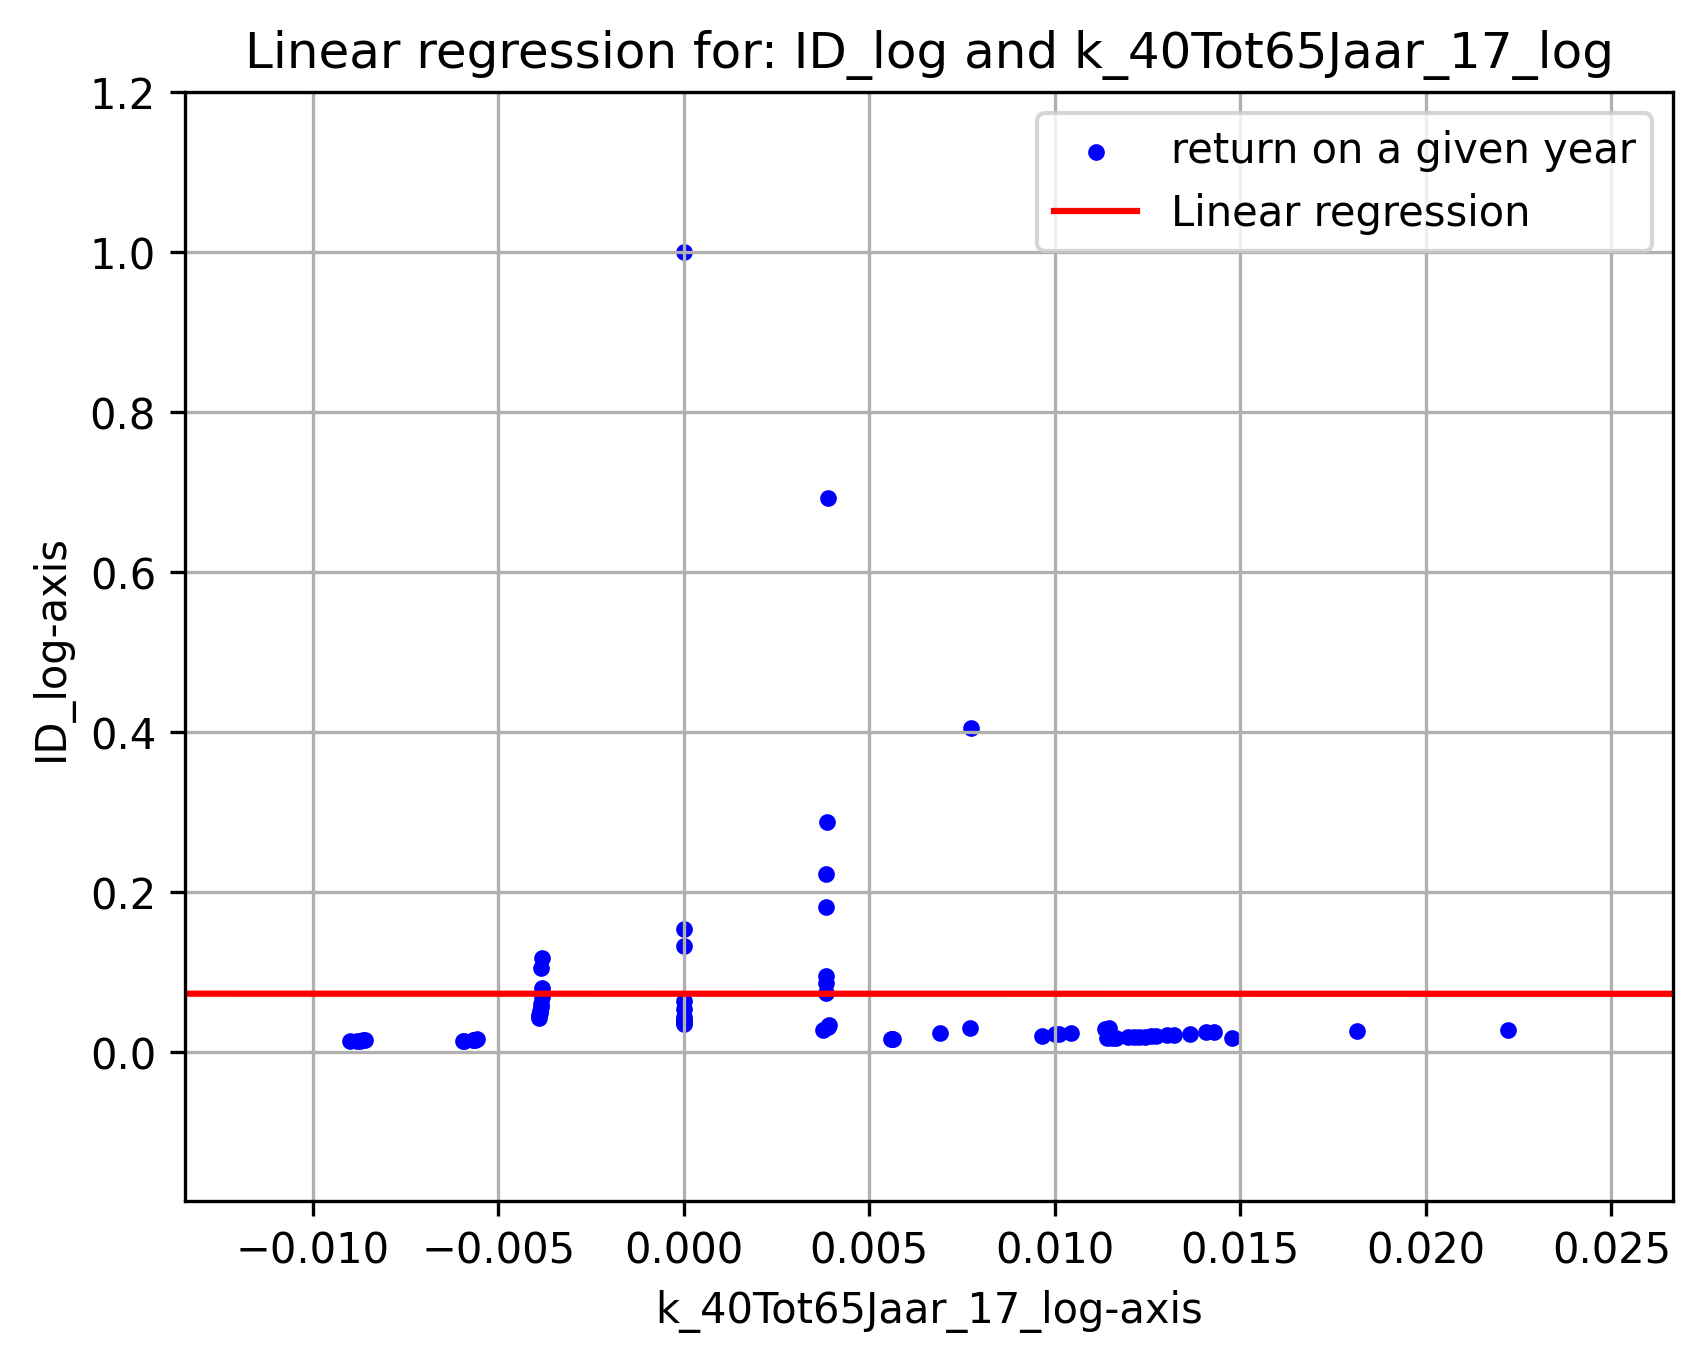 Linear regression for: ID_log and k_40Tot65Jaar_17_log
return on a given year
Linear regression
1.2
1.0
0.8
0.6
0.4
0.2
0.0
ID_log-axis
−0.010 −0.005 0.000 0.005 0.010 0.015 0.020 0.025
k_40Tot65Jaar_17_log-axis